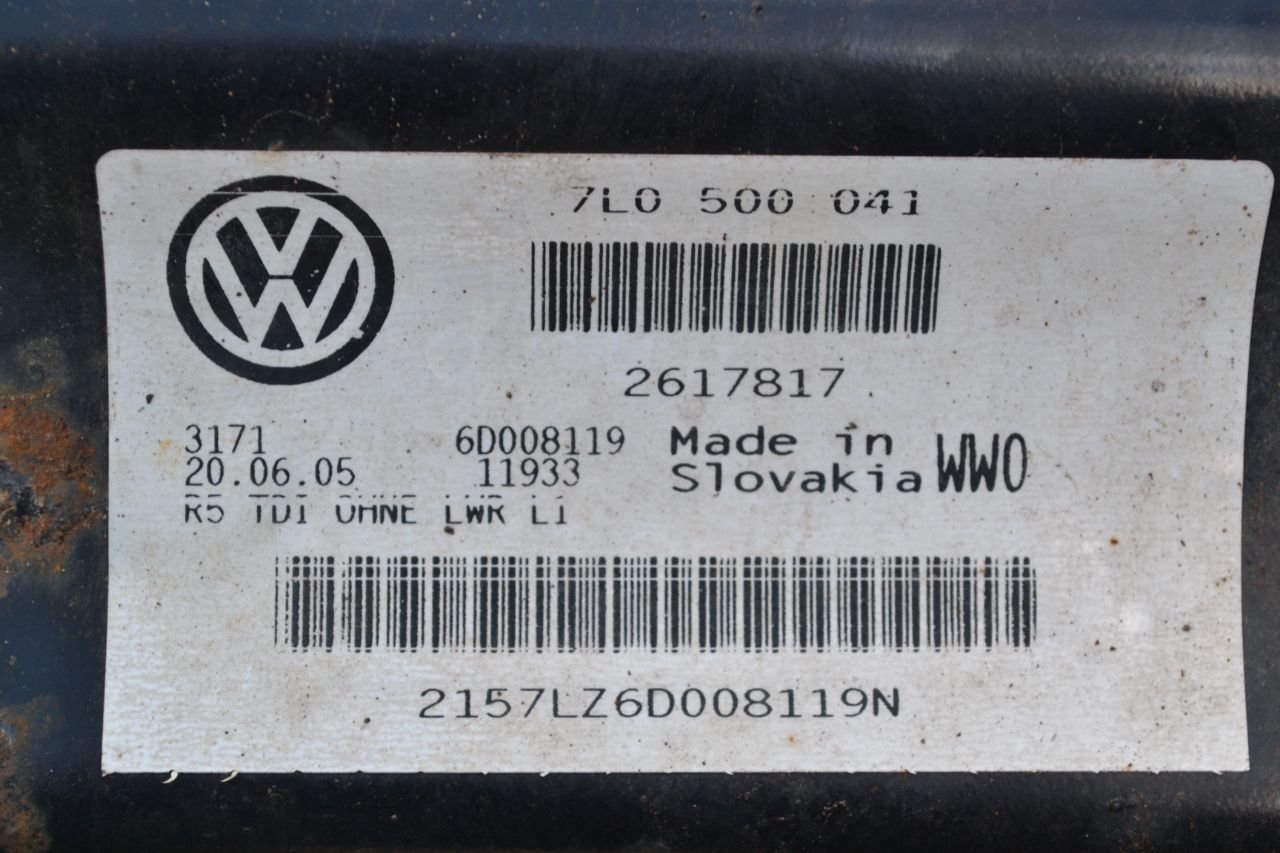 7L0 500 041
2617817
3171 6D008119 Made in WWO
20.06.05 11933 Slovakia
R5 TDI OHNE LWR LI
2157LZ6D008119N